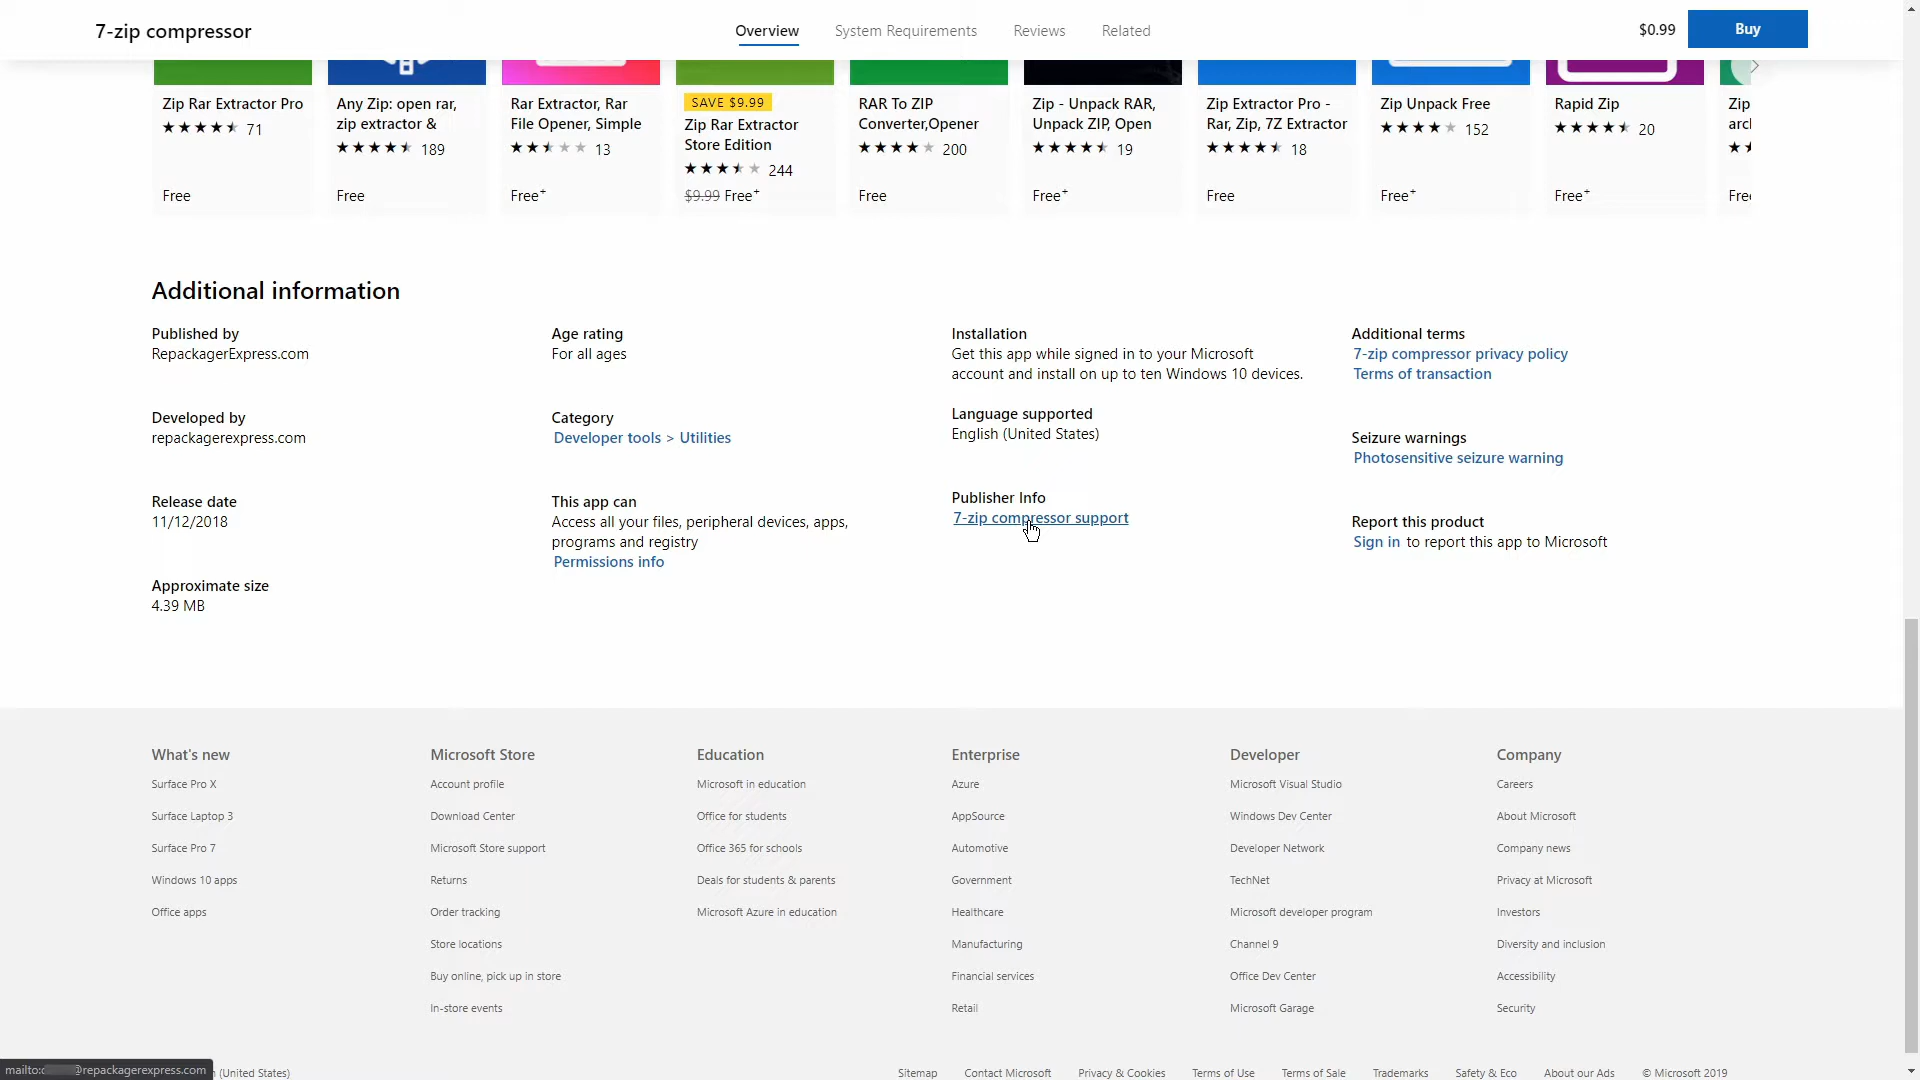 7-zip compressor
Overview System Requirements Reviews Related
$0.99 Buy
Zip Rar Extractor Pro
71
Free
Any Zip: open rar,
zip extractor &
189
Free
Rar Extractor, Rar
File Opener, Simple
13
Free+
SAVE $9.99
Zip Rar Extractor
Store Edition
244
$9.99 Free+
RAR To ZIP
Converter,Opener
200
Free
Zip - Unpack RAR,
Unpack ZIP, Open
19
Free+
Zip Extractor Pro -
Rar, Zip, 7Z Extractor
18
Free
Zip Unpack Free
152
Free+
Rapid Zip
20
Free+
Zip
Additional information
Published by
RepackagerExpress.com
Developed by
repackagerexpress.com
Release date
11/12/2018
Approximate size
4.39 MB
Age rating
For all ages
Category
Developer tools > Utilities
This app can
Access all your files, peripheral devices, apps,
programs and registry
Permissions info
Installation
Get this app while signed in to your Microsoft
account and install on up to ten Windows 10 devices.
Language supported
English (United States)
Publisher Info
7-zip compressor support
Additional terms
7-zip compressor privacy policy
Terms of transaction
Seizure warnings
Photosensitive seizure warning
Report this product
Sign in to report this app to Microsoft
What's new
Surface Pro X
Surface Laptop 3
Surface Pro 7
Windows 10 apps
Office apps
Microsoft Store
Account profile
Download Center
Microsoft Store support
Returns
Order tracking
Store locations
Buy online, pick up in store
In-store events
Education
Microsoft in education
Office for students
Office 365 for schools
Deals for students & parents
Microsoft Azure in education
Enterprise
Azure
AppSource
Automotive
Government
Healthcare
Manufacturing
Financial services
Retail
Developer
Microsoft Visual Studio
Windows Dev Center
Developer Network
TechNet
Microsoft developer program
Channel 9
Office Dev Center
Microsoft Garage
Company
Careers
About Microsoft
Company news
Privacy at Microsoft
Investors
Diversity and inclusion
Accessibility
Security
@repackagerexpress.com (United States)
Sitemap Contact Microsoft Privacy & Cookies Terms of Use Terms of Sale Trademarks Safety & Eco About our Ads © Microsoft 2019